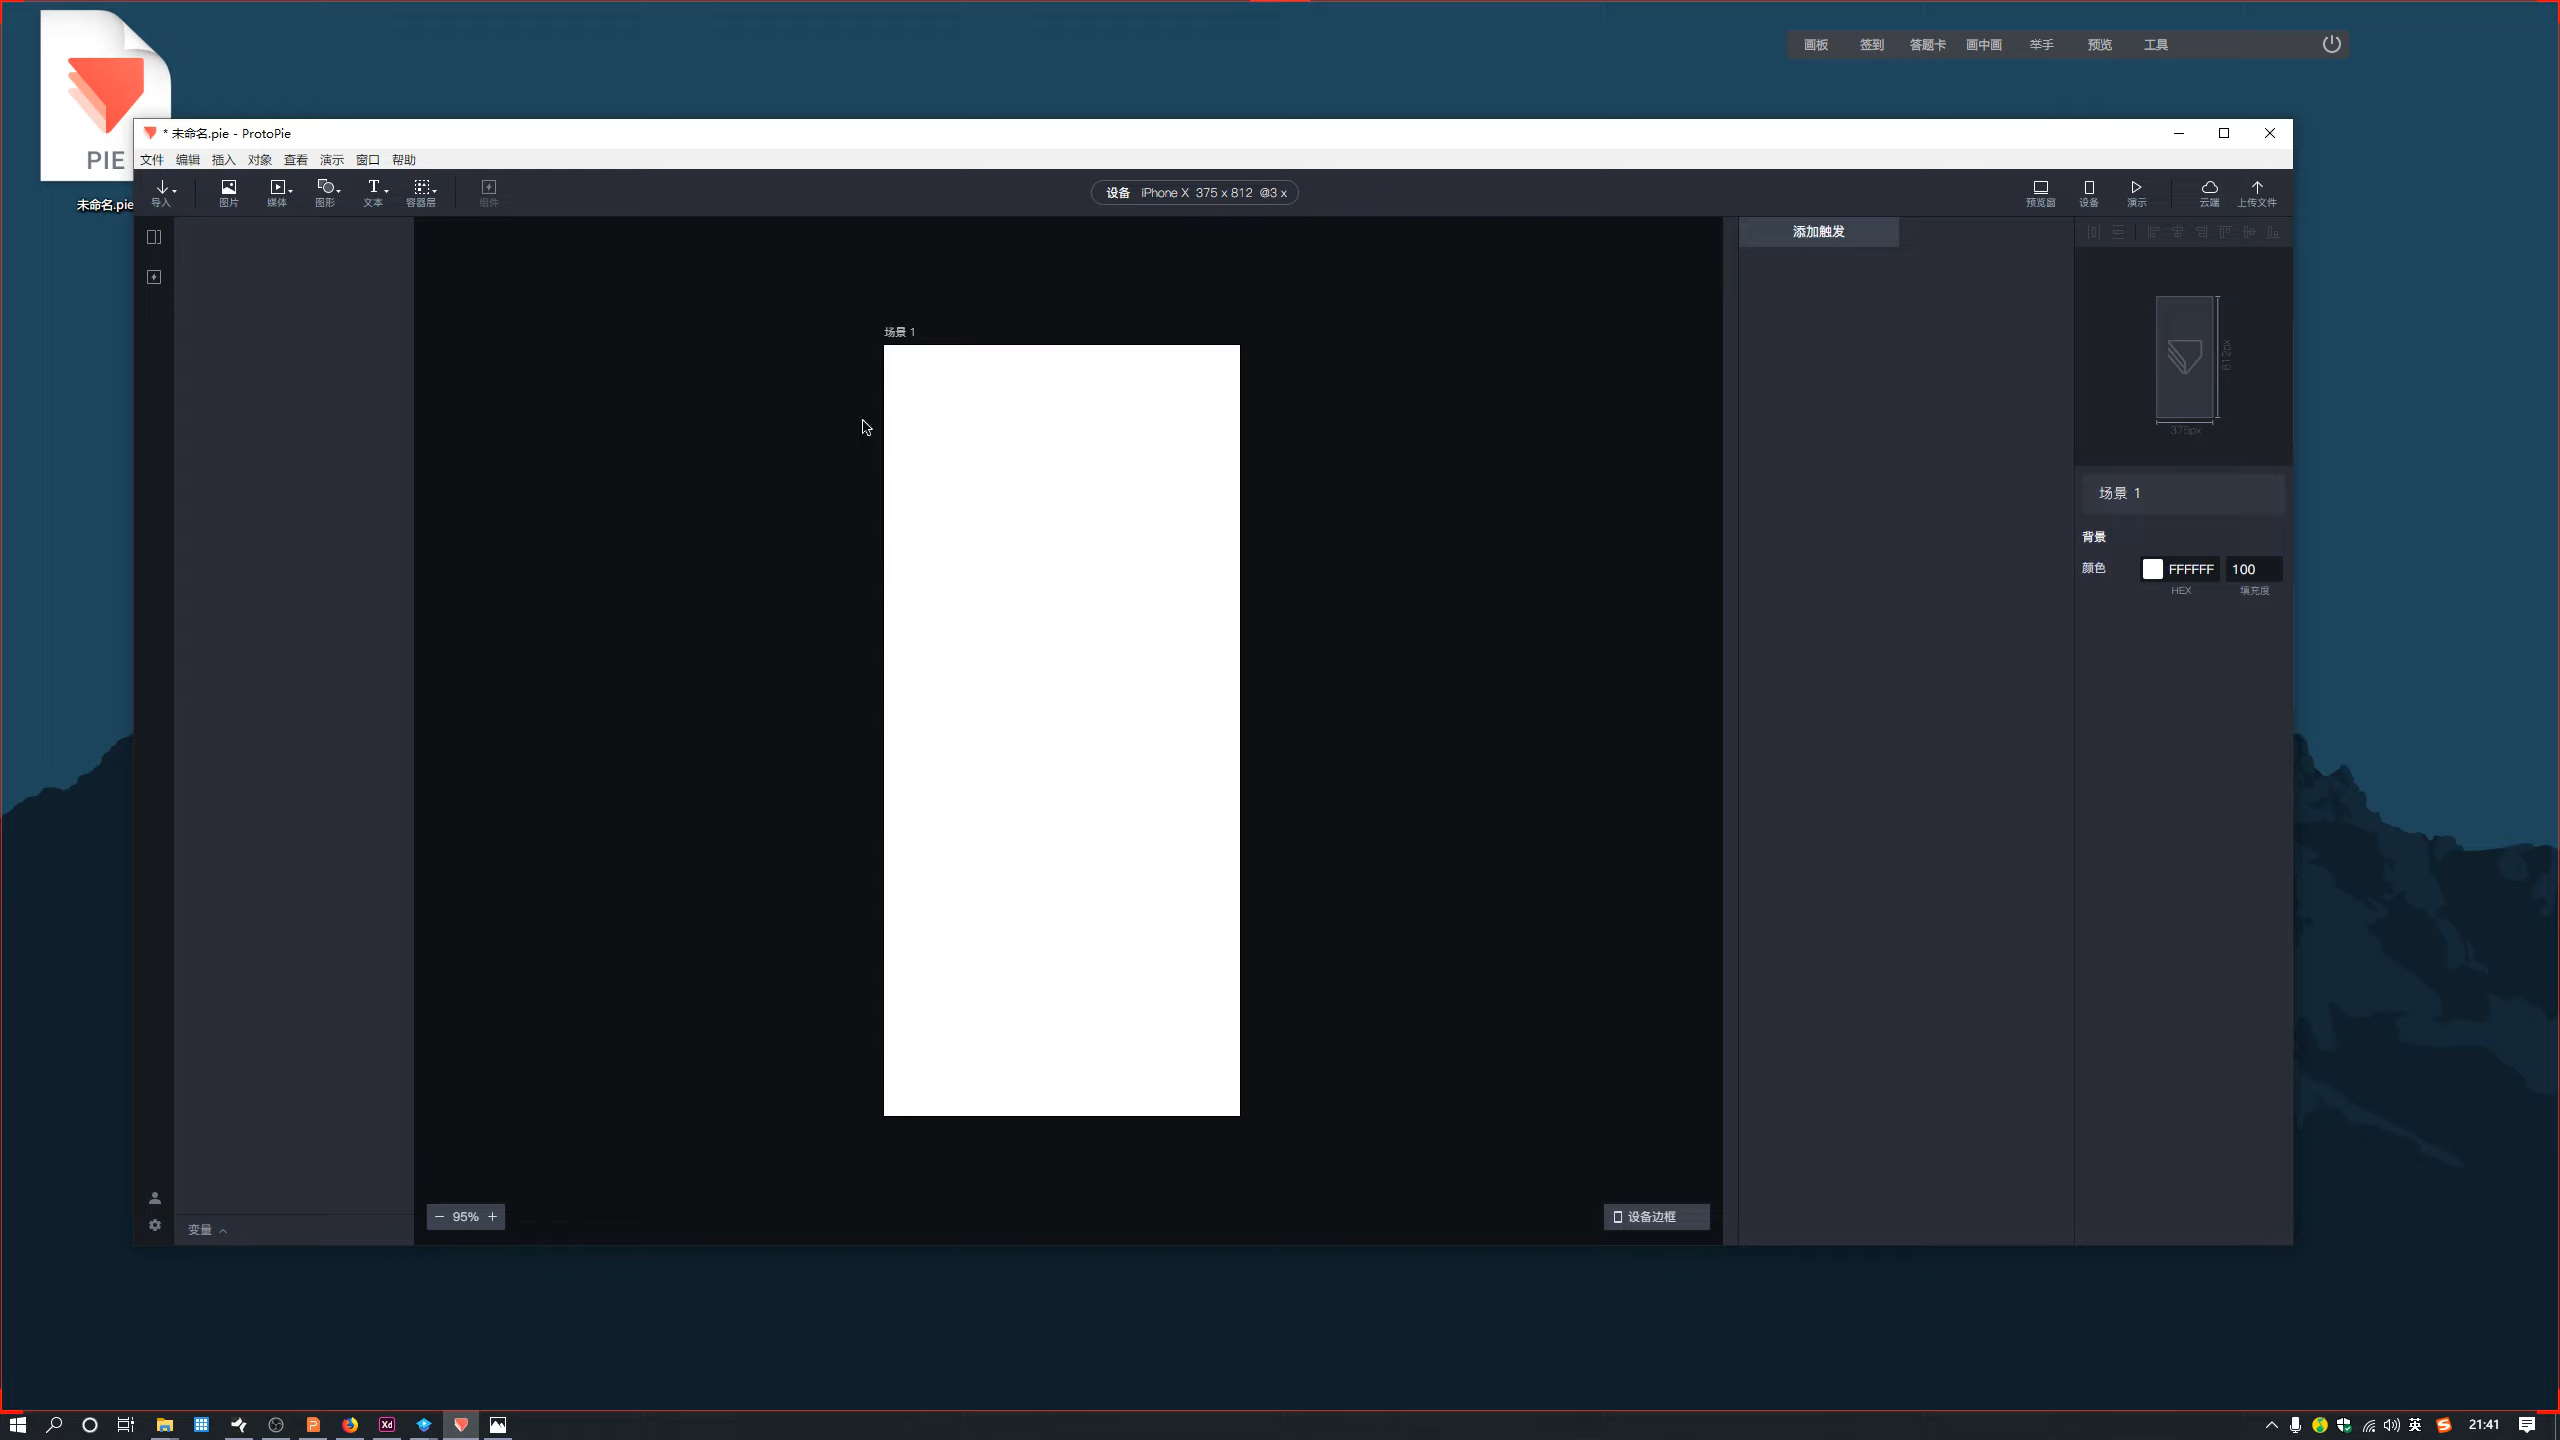 画板 签到 答题卡 画中画 举手 预览 工具
PIE
未命名.pie
* 未命名.pie - ProtoPie
文件 编辑 插入 对象 查看 演示 窗口 帮助
导入 图片 媒体 图形 文本 容器层 组件
设备 iPhone X 375 x 812 @3 x
预览窗 设备 演示 云端 上传文件
添加触发
场景 1
812px
375px
场景 1
背景
颜色 FFFFFF 100
HEX 填充度
变量
95%
设备边框
英 21:41